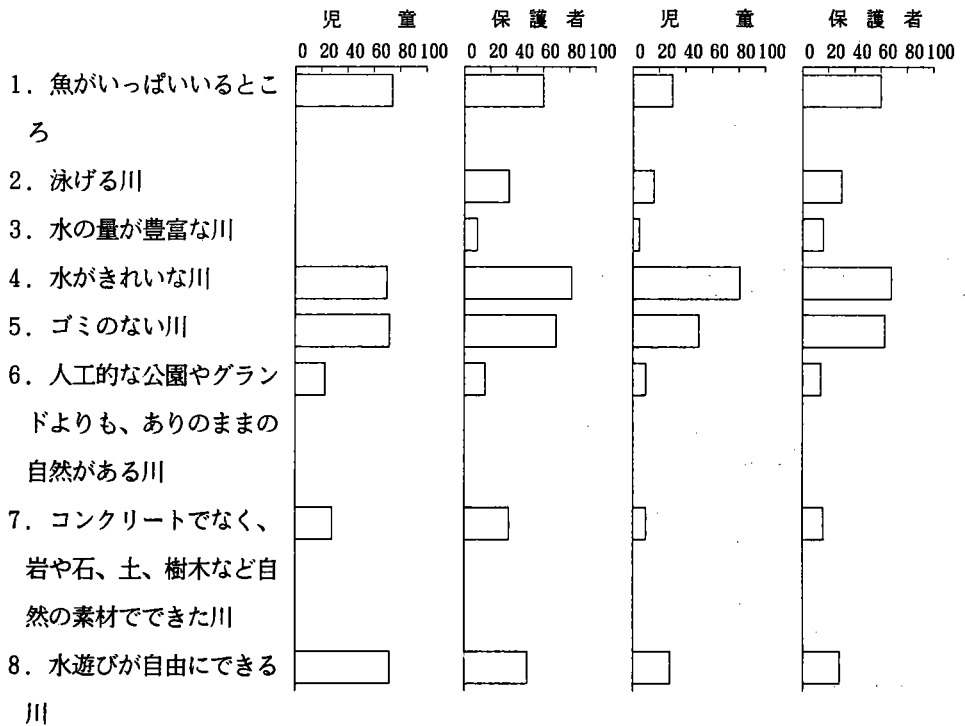 児童 保護者 児童 保護者
0 20 40 60 80 100 0 20 40 60 80 100 0 20 40 60 80 100 0 20 40 60 80 100
1. 魚がいっぱいいるとこ
ろ
2. 泳げる川
3. 水の量が豊富な川
4. 水がきれいな川
5. ゴミのない川
6. 人工的な公園やグラン
ドよりも、ありのままの
自然がある川
7. コンクリートでなく、
岩や石、土、樹木など自
然の素材でできた川
8. 水遊びが自由にできる
川